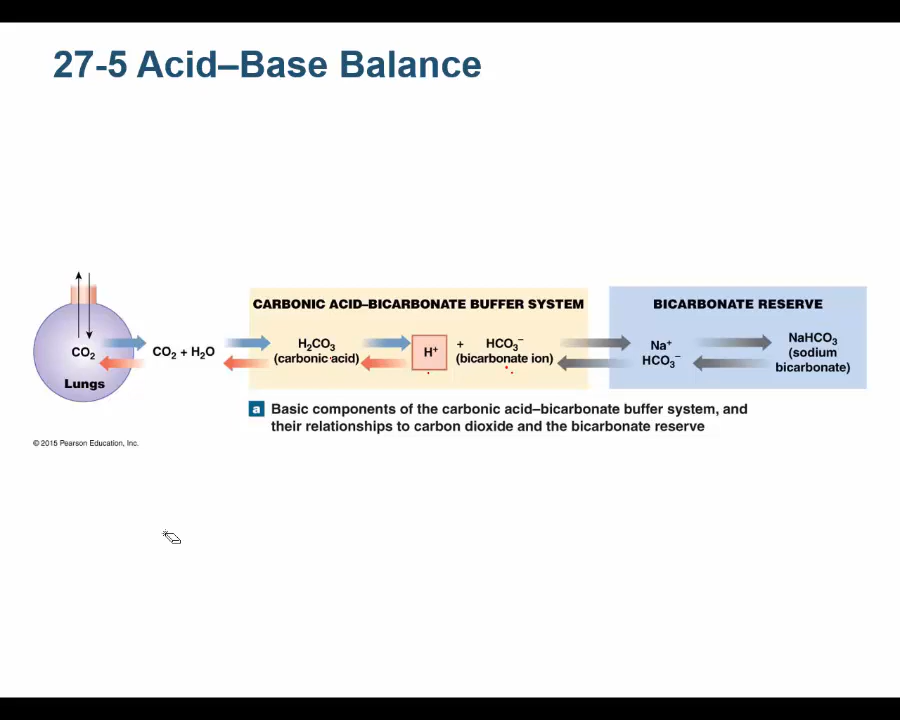 27-5 Acid–Base Balance
CARBONIC ACID–BICARBONATE BUFFER SYSTEM
BICARBONATE RESERVE
CO₂
Lungs
CO₂ + H₂O
H₂CO₃
(carbonic acid)
H⁺
+
HCO₃⁻
(bicarbonate ion)
Na⁺
HCO₃⁻
NaHCO₃
(sodium
bicarbonate)
a Basic components of the carbonic acid–bicarbonate buffer system, and
their relationships to carbon dioxide and the bicarbonate reserve
© 2015 Pearson Education, Inc.